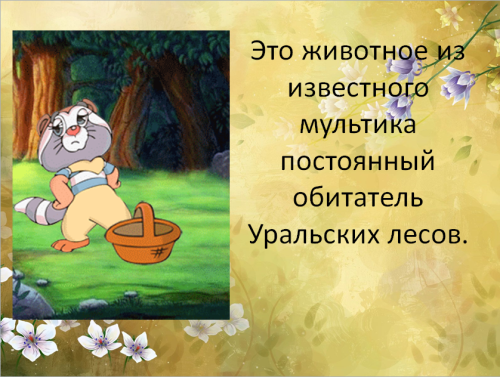 Это животное из
известного
мультика
постоянный
обитатель
Уральских лесов.